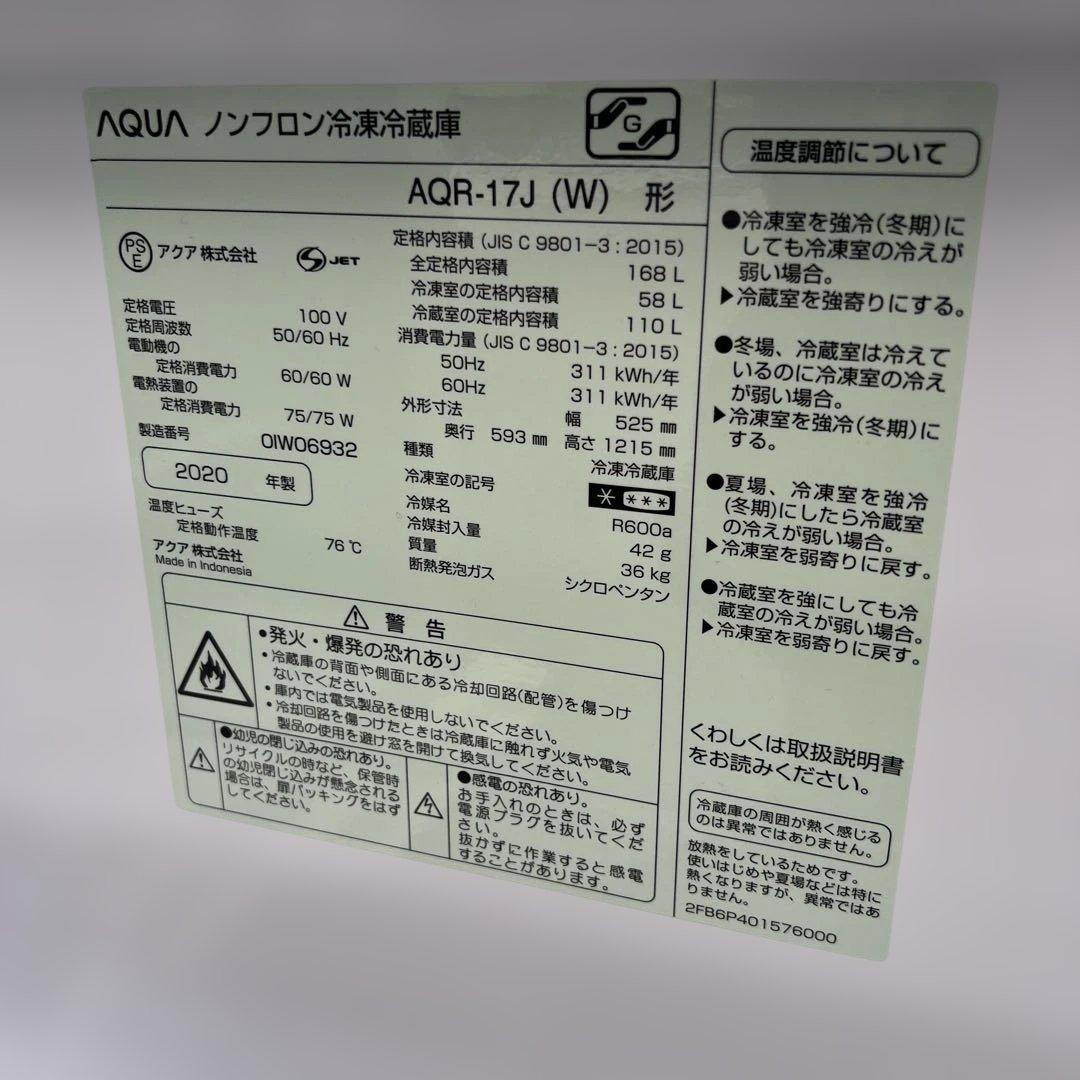 AQUA ノンフロン冷凍冷蔵庫
G
AQR-17J (W) 形
PS
E
アクア 株式会社
S JET
定格電圧 100 V
定格周波数 50/60 Hz
電動機の
定格消費電力 60/60 W
電熱装置の
定格消費電力 75/75 W
製造番号 0IW06932
2020 年製
温度ヒューズ
定格動作温度 76 ℃
アクア 株式会社
Made in Indonesia
定格内容積 (JIS C 9801-3 : 2015)
全定格内容積 168 L
冷凍室の定格内容積 58 L
冷蔵室の定格内容積 110 L
消費電力量 (JIS C 9801-3 : 2015)
50Hz 311 kWh/年
60Hz 311 kWh/年
外形寸法 幅 525 ㎜
奥行 593 ㎜ 高さ 1215 ㎜
種類 冷凍冷蔵庫
冷凍室の記号 * ***
冷媒名 R600a
冷媒封入量 42 g
質量 36 kg
断熱発泡ガス シクロペンタン
⚠ 警 告
•発火・爆発の恐れあり
・冷蔵庫の背面や側面にある冷却回路(配管)を傷つけ
ないでください。
・庫内では電気製品を使用しないでください。
・冷却回路を傷つけたときは冷蔵庫に触れず火気や電気
製品の使用を避け窓を開けて換気してください。
●幼児の閉じ込みの恐れあり。
リサイクルの時など、保管時
の幼児閉じ込みが懸念される
場合は、扉パッキングをはず
してください。
●感電の恐れあり。
お手入れのときは、必ず
電源プラグを抜いてくだ
さい。
抜かずに作業すると感電
することがあります。
温度調節について
●冷凍室を強冷(冬期)に
しても冷凍室の冷えが
弱い場合。
▶冷蔵室を強寄りにする。
●冬場、冷蔵室は冷えて
いるのに冷凍室の冷え
が弱い場合。
▶冷凍室を強冷(冬期)に
する。
●夏場、冷凍室を強冷
(冬期)にしたら冷蔵室
の冷えが弱い場合。
▶冷凍室を弱寄りに戻す。
●冷蔵室を強にしても冷
蔵室の冷えが弱い場合。
▶冷凍室を弱寄りに戻す。
くわしくは取扱説明書
をお読みください。
冷蔵庫の周囲が熱く感じる
のは異常ではありません。
放熱をしているためです。
使いはじめや夏場などは特に
熱くなりますが、異常ではあ
りません。
2FB6P401576000